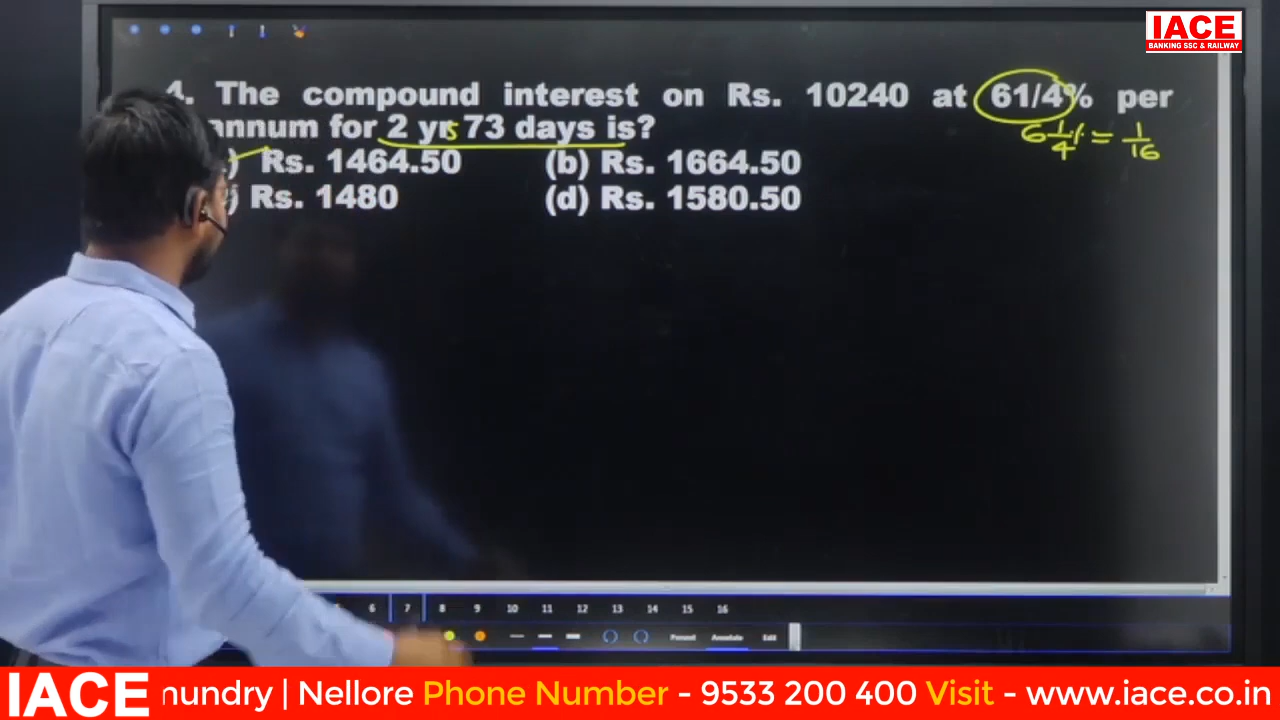 IACE
BANKING SSC & RAILWAY
4. The compound interest on Rs. 10240 at 61/4% per
6 1/4 % = 1/16
annum for 2 yrs 73 days is?
) Rs. 1464.50 (b) Rs. 1664.50
) Rs. 1480 (d) Rs. 1580.50
6 7 8 9 10 11 12 13 14 15 16
Present Annotate Edit
IACE nundry | Nellore Phone Number - 9533 200 400 Visit - www.iace.co.in